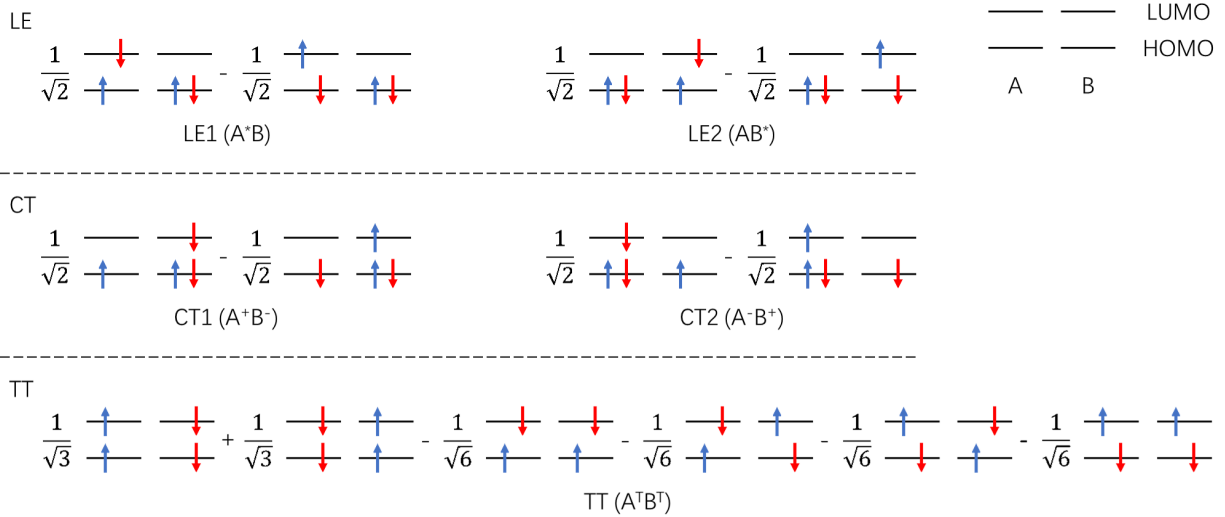 LE
LUMO
HOMO
A B
1/√2 - 1/√2
1/√2 - 1/√2
LE1 (A*B)
LE2 (AB*)
CT
1/√2 - 1/√2
1/√2 - 1/√2
CT1 (A⁺B⁻)
CT2 (A⁻B⁺)
TT
1/√3 + 1/√3 - 1/√6 - 1/√6 - 1/√6 - 1/√6
TT (AᵀBᵀ)